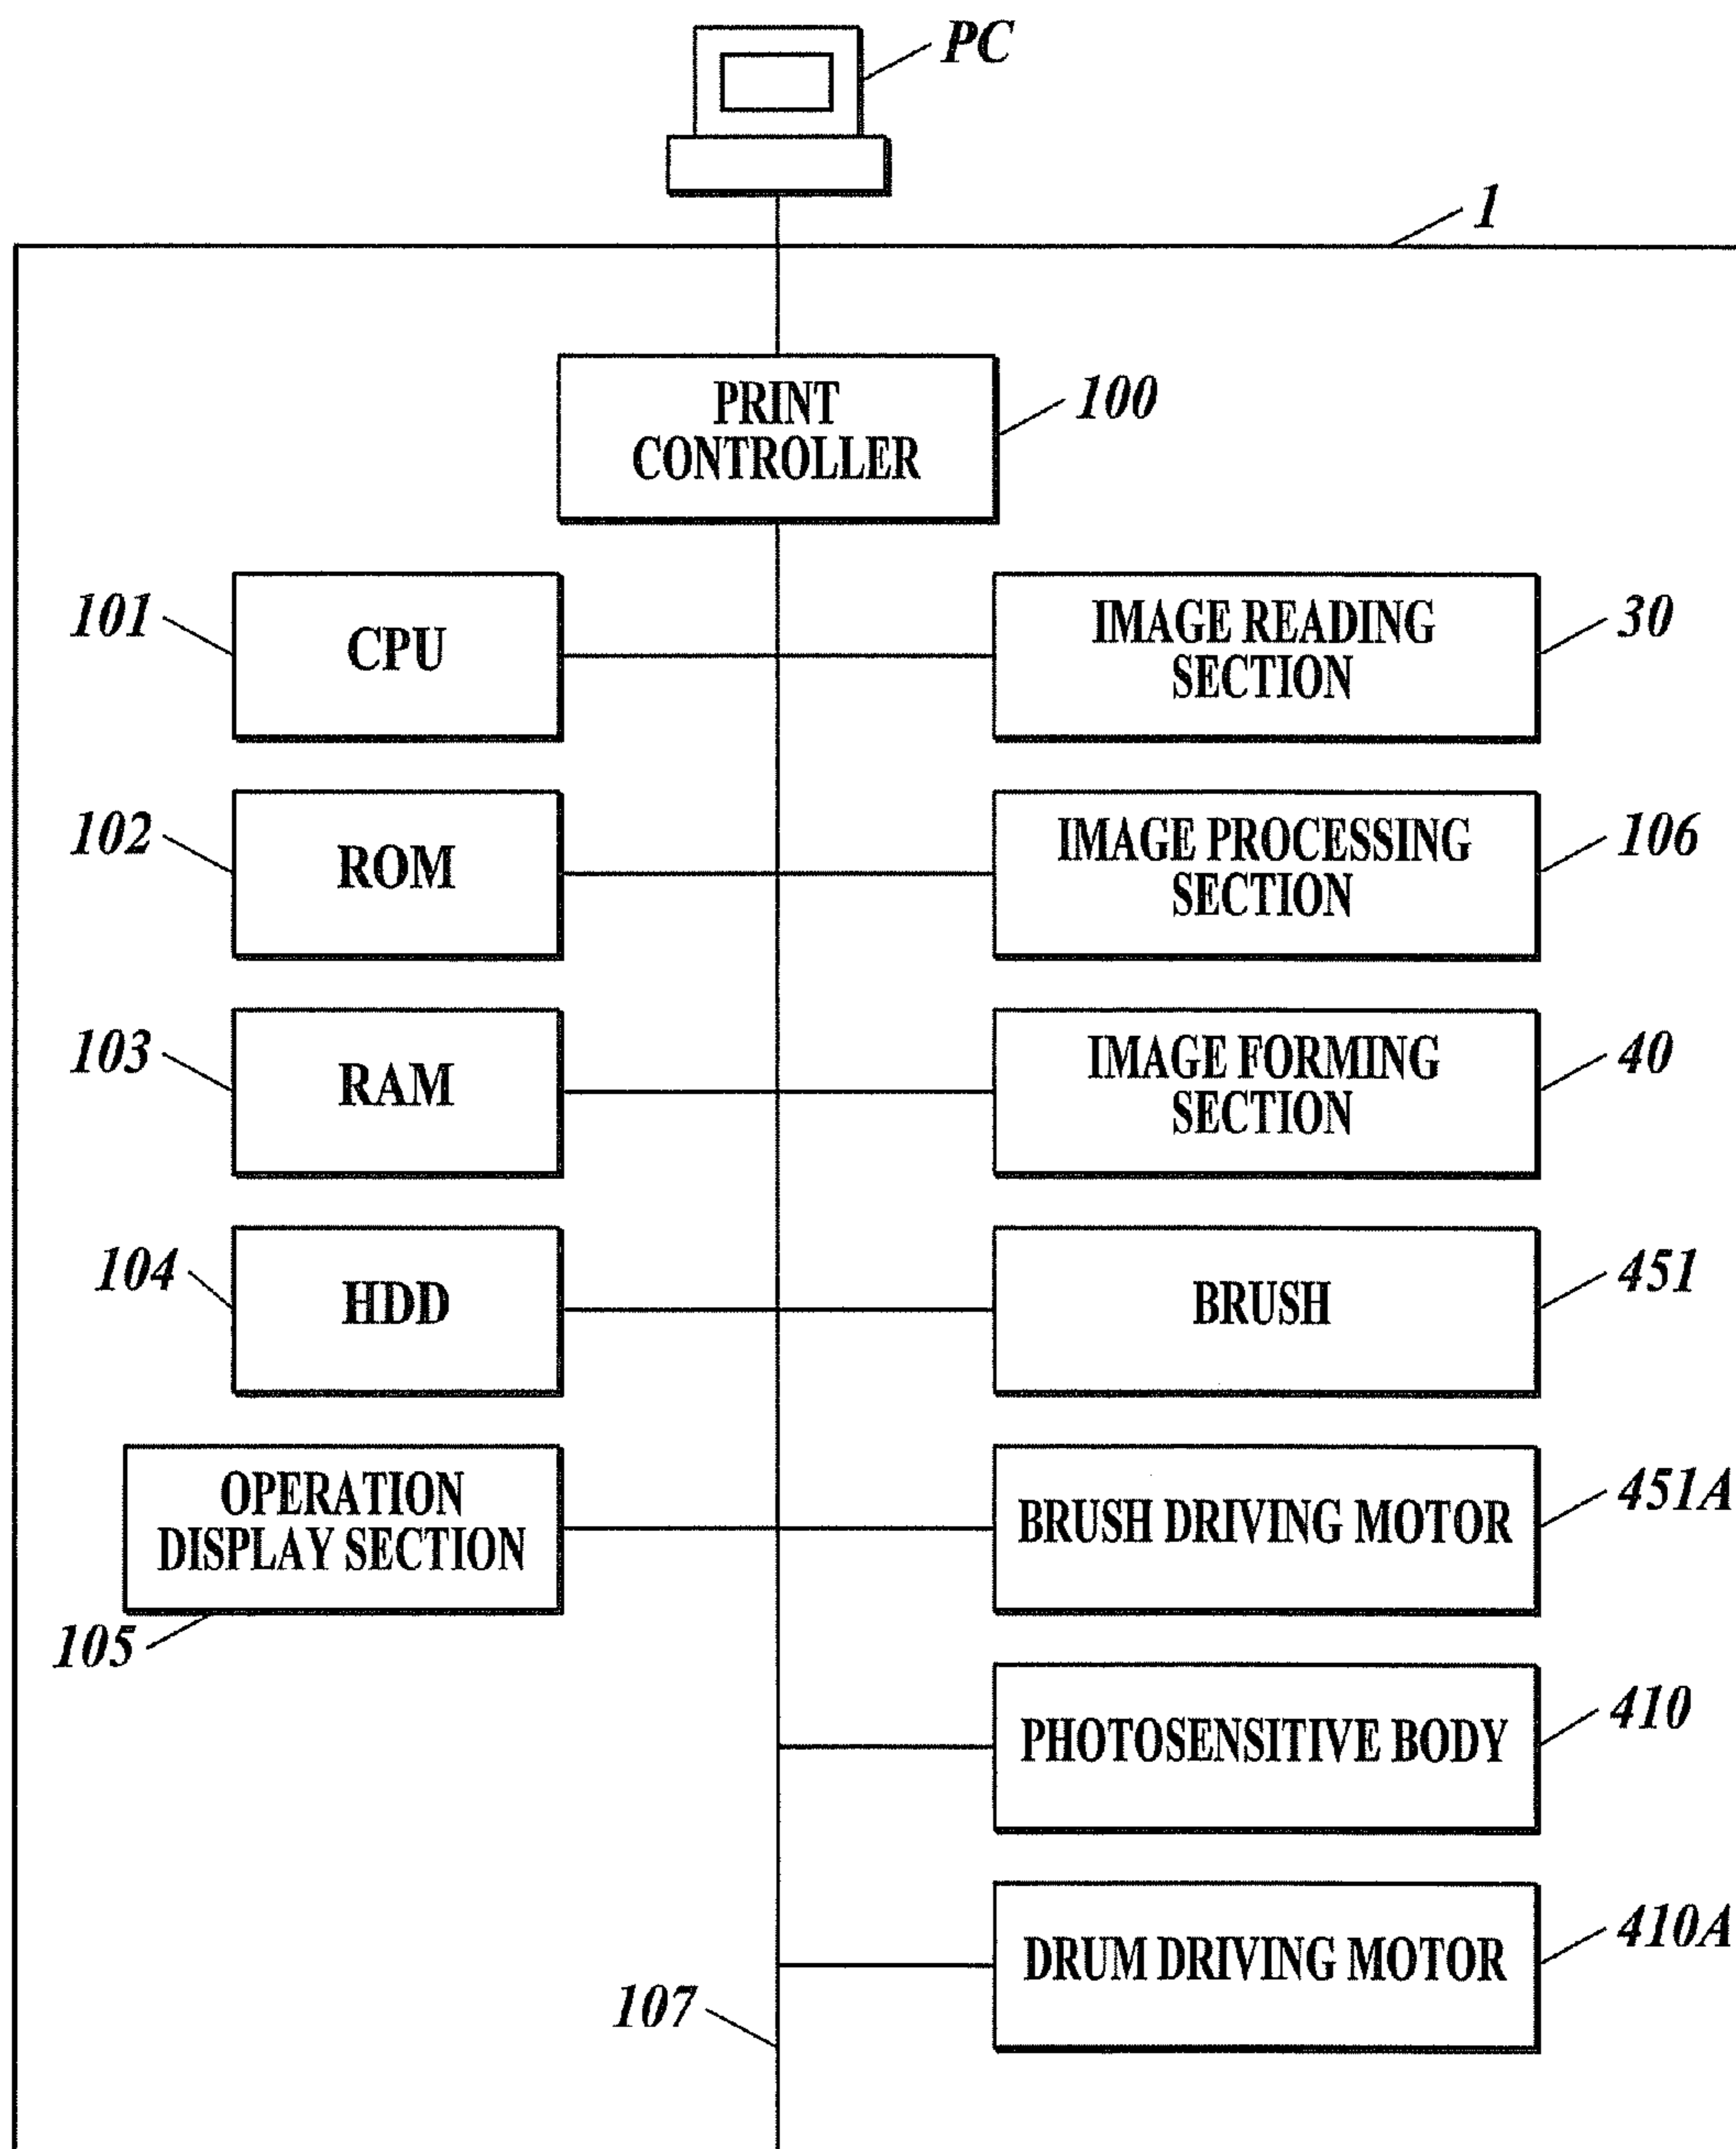 PC
1
PRINT
CONTROLLER
100
101
CPU
IMAGE READING
SECTION
30
102
ROM
IMAGE PROCESSING
SECTION
106
103
RAM
IMAGE FORMING
SECTION
40
104
HDD
BRUSH
451
OPERATION
DISPLAY SECTION
105
BRUSH DRIVING MOTOR
451A
PHOTOSENSITIVE BODY
410
DRUM DRIVING MOTOR
410A
107